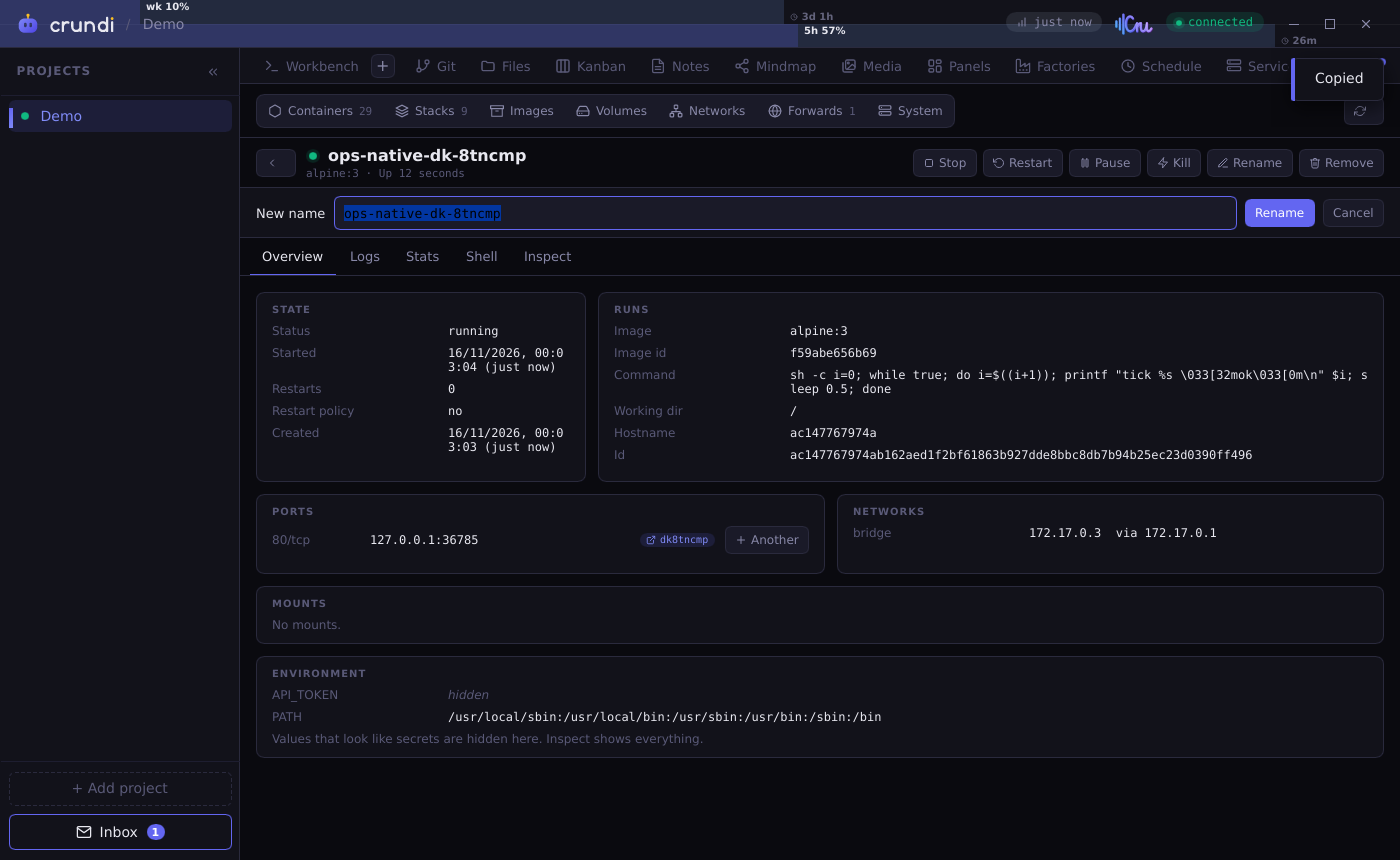 wk 10%
crundi / Demo
3d 1h
5h 57%
just now
Cru
connected
26m
PROJECTS
Workbench
Git
Files
Kanban
Notes
Mindmap
Media
Panels
Factories
Schedule
Copied
Demo
Containers 29
Stacks 9
Images
Volumes
Networks
Forwards 1
System
ops-native-dk-8tncmp
alpine:3 · Up 12 seconds
Stop
Restart
Pause
Kill
Rename
Remove
New name
ops-native-dk-8tncmp
Rename
Cancel
Overview
Logs
Stats
Shell
Inspect
STATE
Status running
Started 16/11/2026, 00:0
3:04 (just now)
Restarts 0
Restart policy no
Created 16/11/2026, 00:0
3:03 (just now)
RUNS
Image alpine:3
Image id f59abe656b69
Command sh -c i=0; while true; do i=$((i+1)); printf "tick %s \033[32mok\033[0m\n" $i; s
leep 0.5; done
Working dir /
Hostname ac147767974a
Id ac147767974ab162aed1f2bf61863b927dde8bbc8db7b94b25ec23d0390ff496
PORTS
80/tcp 127.0.0.1:36785 dk8tncmp + Another
NETWORKS
bridge 172.17.0.3 via 172.17.0.1
MOUNTS
No mounts.
ENVIRONMENT
API_TOKEN hidden
PATH /usr/local/sbin:/usr/local/bin:/usr/sbin:/usr/bin:/sbin:/bin
Values that look like secrets are hidden here. Inspect shows everything.
+ Add project
Inbox 1